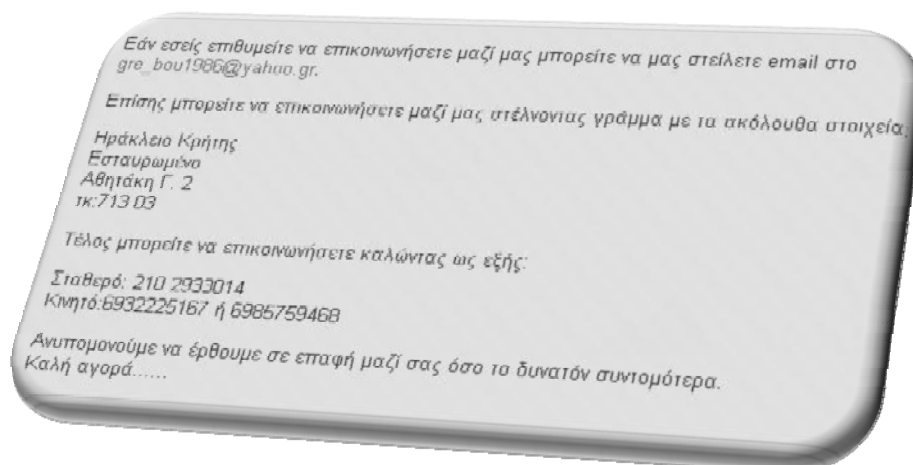 Εάν εσείς επιθυμείτε να επικοινωνήσετε μαζί μας μπορείτε να μας στείλετε email στο
gre_bou1986@yahoo.gr.
Επίσης μπορείτε να επικοινωνήσετε μαζί μας στέλνοντας γράμμα με τα ακόλουθα στοιχεία:
Ηράκλειο Κρήτης
Εσταυρωμένο
Αθητάκη Γ. 2
τκ:713 03
Τέλος μπορείτε να επικοινωνήσετε καλώντας ως εξής:
Σταθερό: 210 2933014
Κινητό:6932225167 ή 6985759468
Ανυπομονούμε να έρθουμε σε επαφή μαζί σας όσο το δυνατόν συντομότερα.
Καλή αγορά......